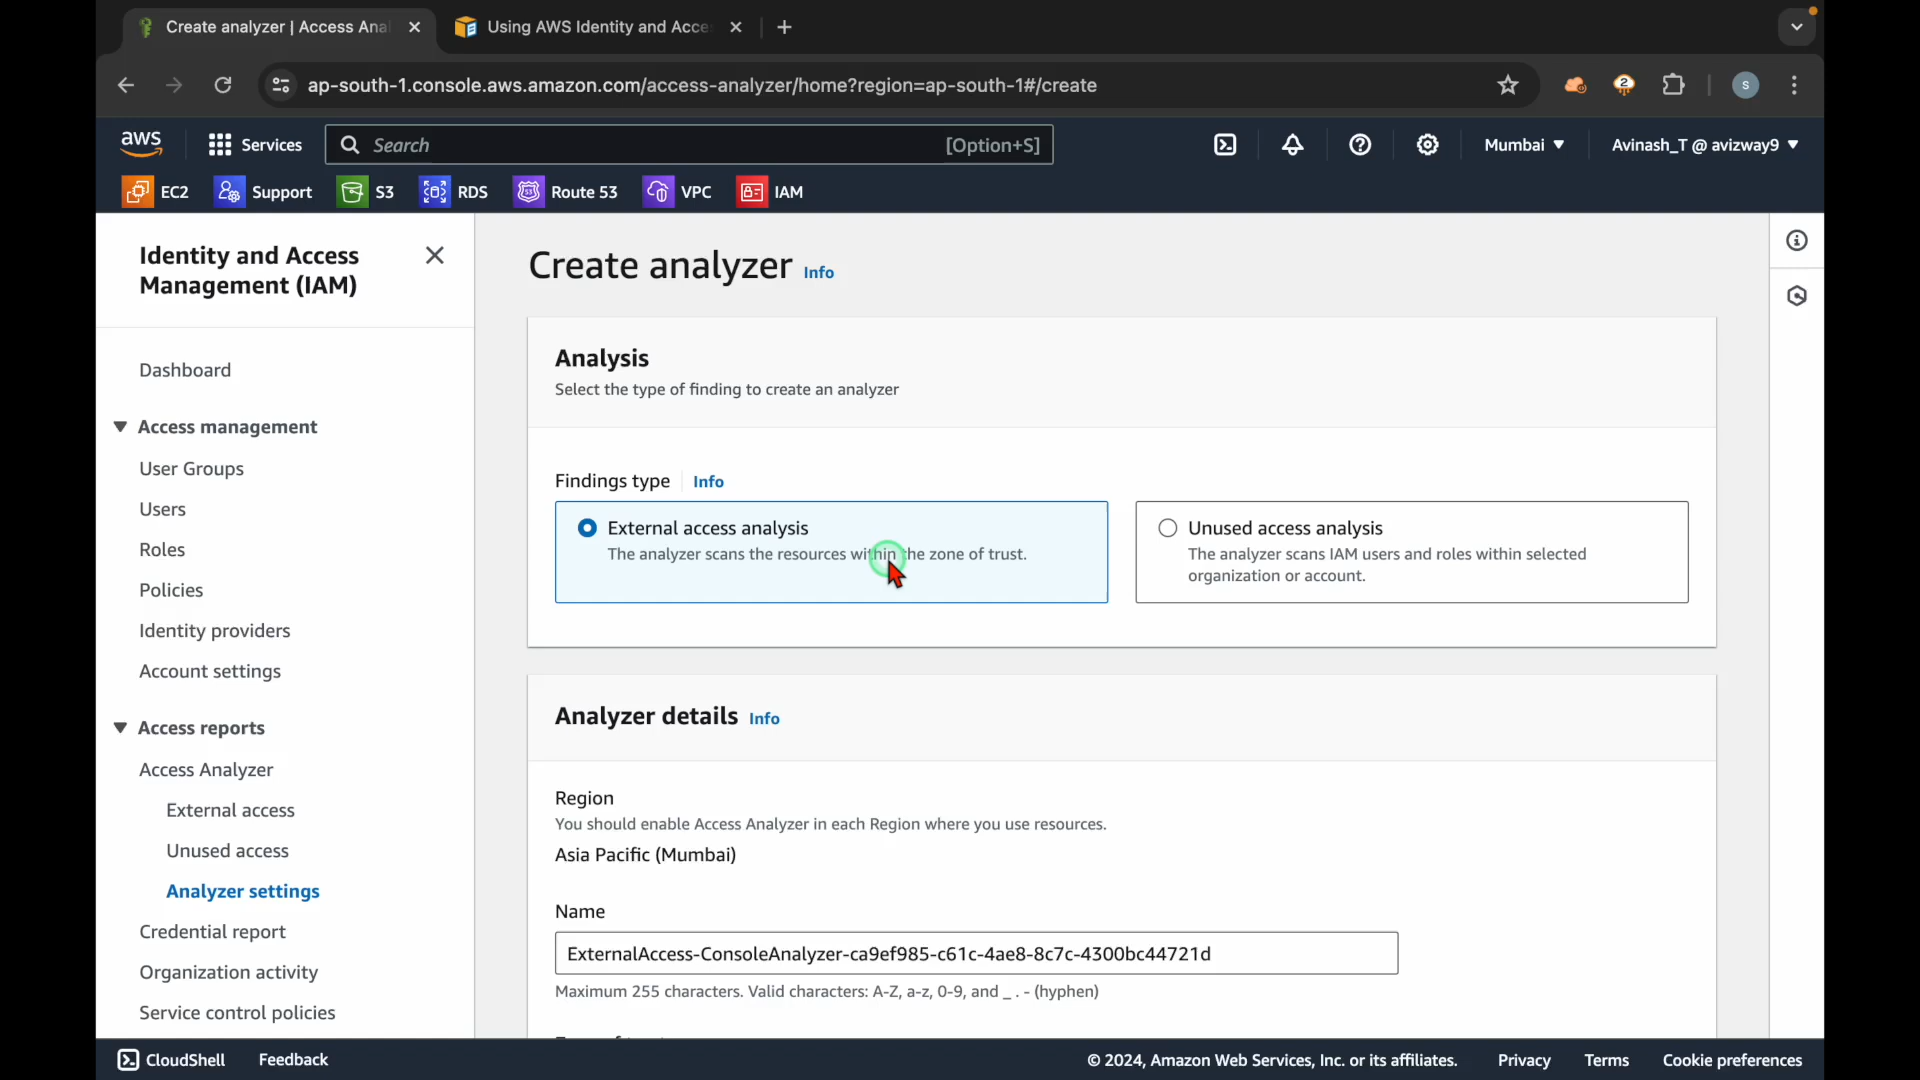 Create analyzer | Access Ana
Using AWS Identity and Acce
ap-south-1.console.aws.amazon.com/access-analyzer/home?region=ap-south-1#/create
2
S
aws
Services
Search
[Option+S]
Mumbai ▼
Avinash_T @ avizway9 ▼
EC2
Support
S3
RDS
53
Route 53
VPC
IAM
Identity and Access
Management (IAM)
Dashboard
Access management
User Groups
Users
Roles
Policies
Identity providers
Account settings
Access reports
Access Analyzer
External access
Unused access
Analyzer settings
Credential report
Organization activity
Service control policies
Create analyzer Info
Analysis
Select the type of finding to create an analyzer
Findings type Info
External access analysis
The analyzer scans the resources within the zone of trust.
Unused access analysis
The analyzer scans IAM users and roles within selected
organization or account.
Analyzer details Info
Region
You should enable Access Analyzer in each Region where you use resources.
Asia Pacific (Mumbai)
Name
ExternalAccess-ConsoleAnalyzer-ca9ef985-c61c-4ae8-8c7c-4300bc44721d
Maximum 255 characters. Valid characters: A-Z, a-z, 0-9, and _ . - (hyphen)
CloudShell
Feedback
© 2024, Amazon Web Services, Inc. or its affiliates.
Privacy
Terms
Cookie preferences